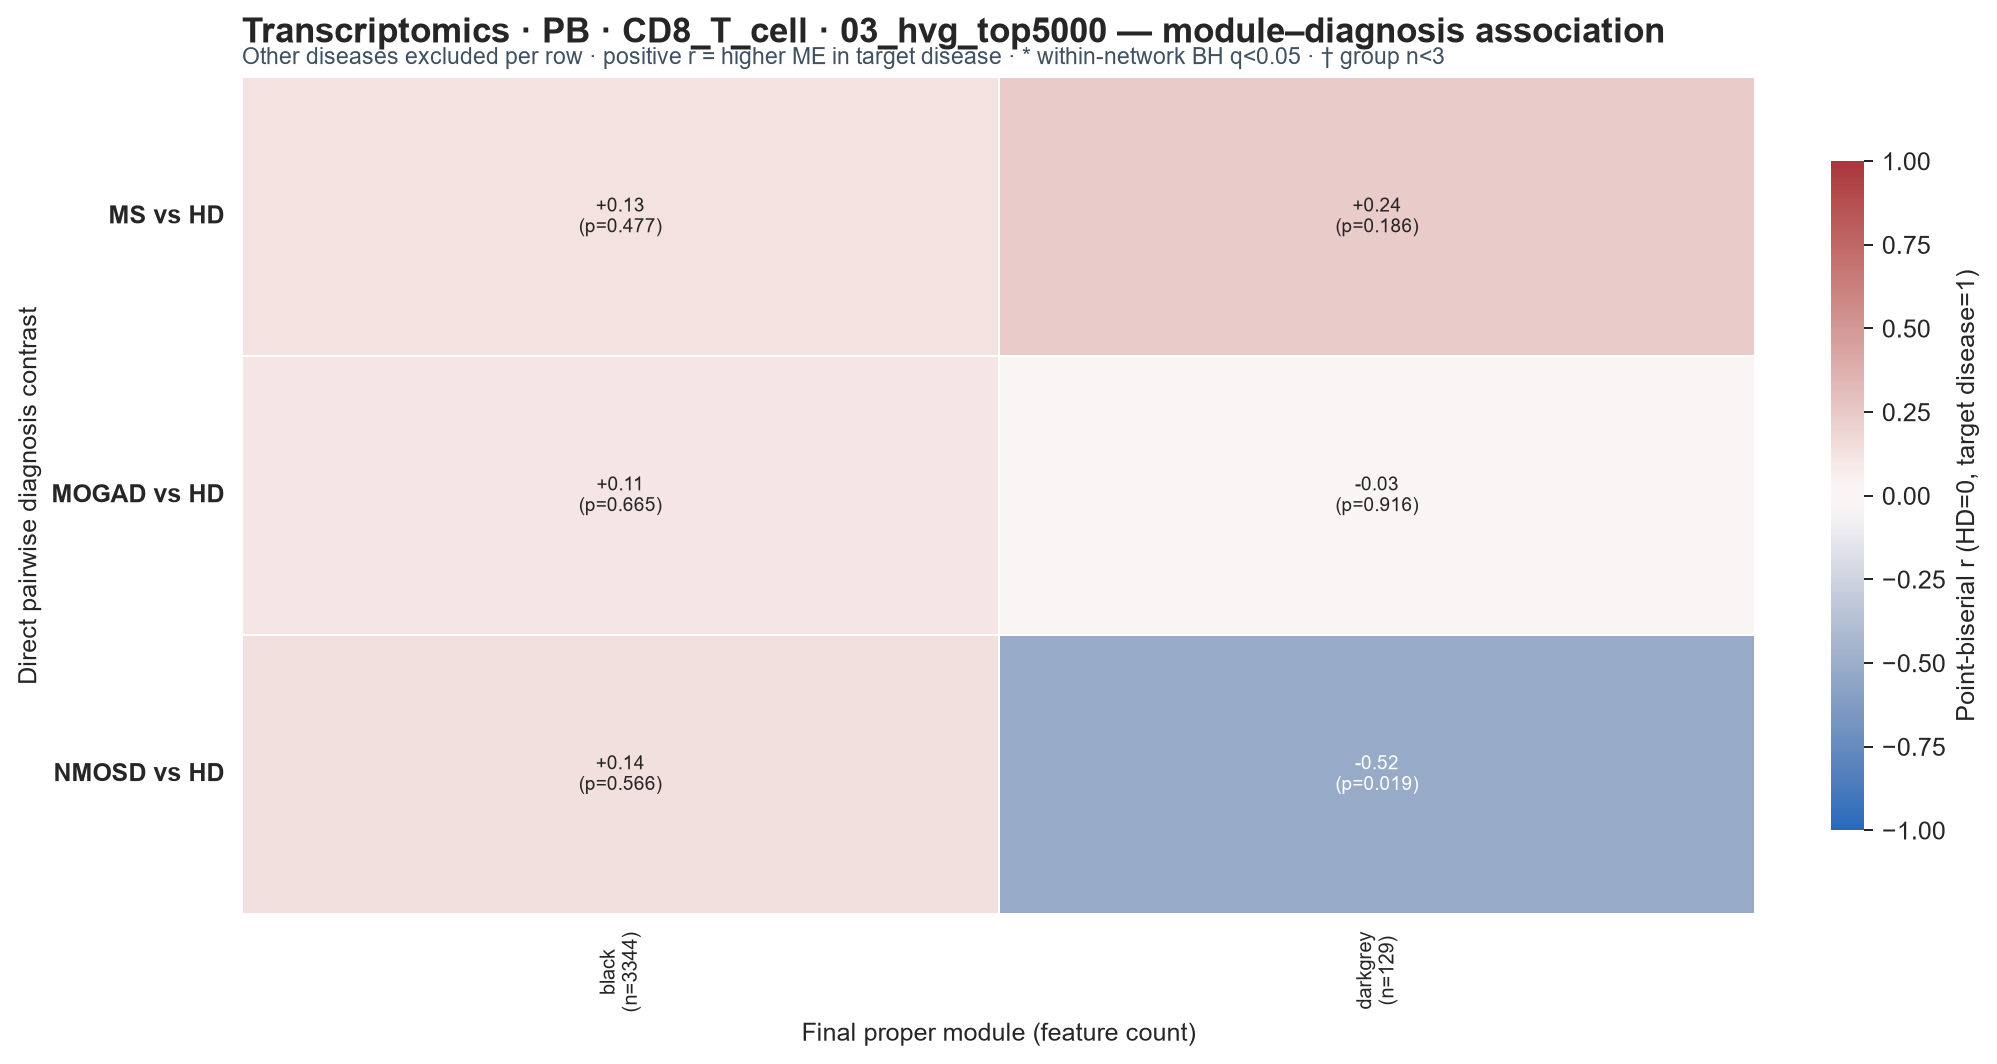 Transcriptomics · PB · CD8_T_cell · 03_hvg_top5000 — module–diagnosis association
Other diseases excluded per row · positive r = higher ME in target disease · * within-network BH q<0.05 · † group n<3
Direct pairwise diagnosis contrast
MS vs HD
+0.13
(p=0.477)
+0.24
(p=0.186)
MOGAD vs HD
+0.11
(p=0.665)
-0.03
(p=0.916)
NMOSD vs HD
+0.14
(p=0.566)
-0.52
(p=0.019)
black
(n=3344)
darkgrey
(n=129)
Final proper module (feature count)
1.00
0.75
0.50
0.25
0.00
−0.25
−0.50
−0.75
−1.00
Point-biserial r (HD=0, target disease=1)